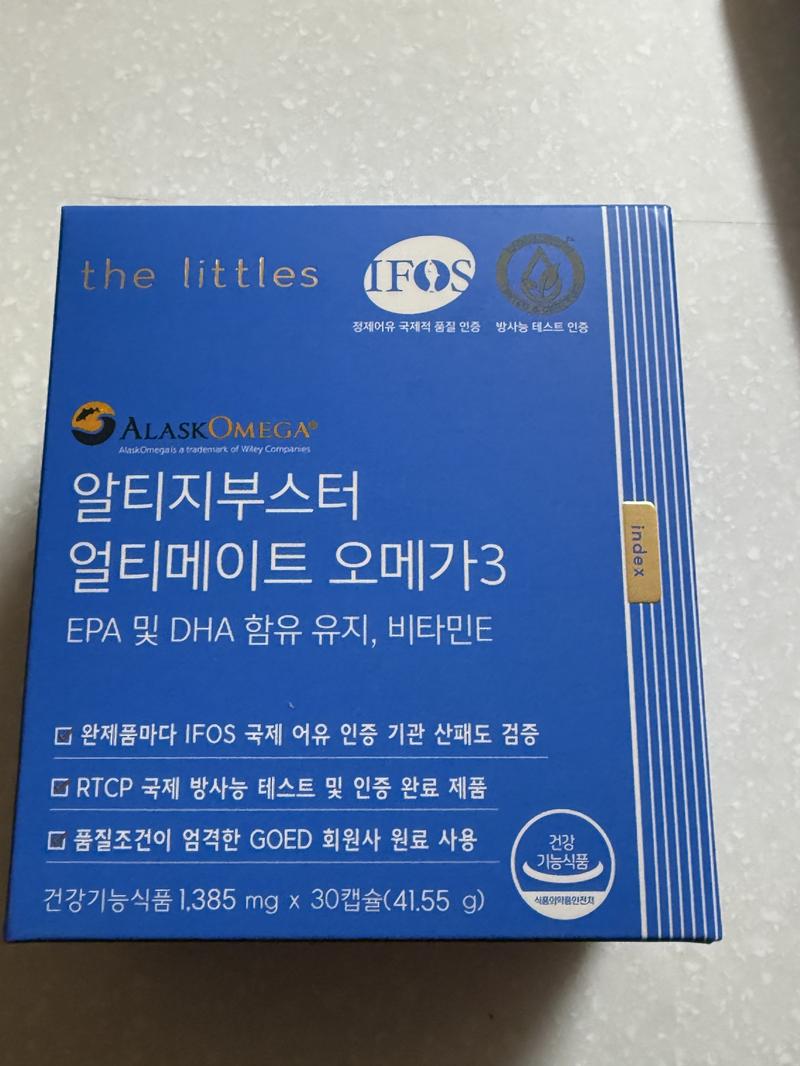 the littles
IFOS
정제어유 국제적 품질 인증
방사능 테스트 인증
ALASKOMEGA®
AlaskOmega is a trademark of Wiley Companies
알티지부스터
얼티메이트 오메가3
EPA 및 DHA 함유 유지, 비타민E
index
완제품마다 IFOS 국제 어유 인증 기관 산패도 검증
RTCP 국제 방사능 테스트 및 인증 완료 제품
품질조건이 엄격한 GOED 회원사 원료 사용
건강기능식품 1,385 mg x 30캡슐(41.55 g)
건강
기능식품
식품의약품안전처